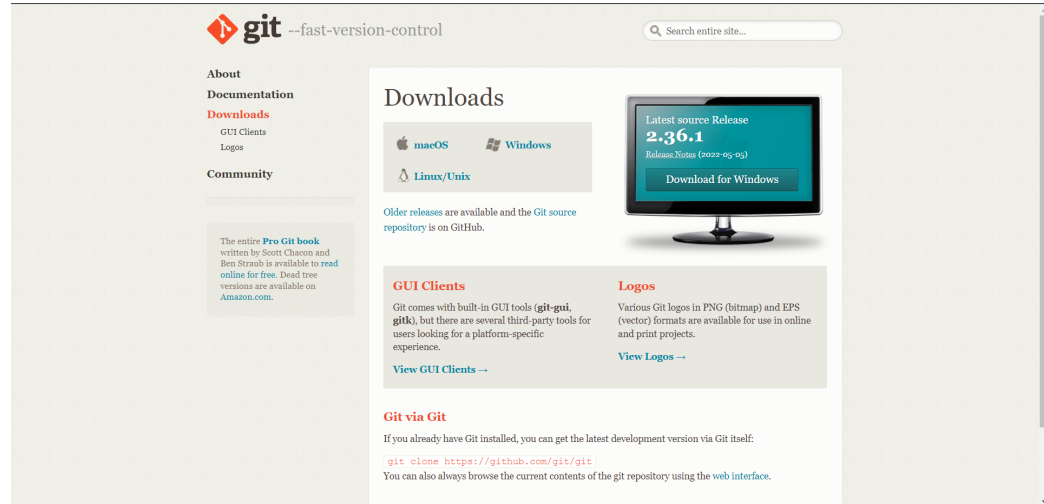 git --fast-version-control
Search entire site...
About
Documentation
Downloads
GUI Clients
Logos
Community
The entire Pro Git book
written by Scott Chacon and
Ben Straub is available to read
online for free. Dead tree
versions are available on
Amazon.com.
Downloads
macOS
Windows
Linux/Unix
Older releases are available and the Git source
repository is on GitHub.
Latest source Release
2.36.1
Release Notes (2022-05-05)
Download for Windows
GUI Clients
Git comes with built-in GUI tools (git-gui,
gitk), but there are several third-party tools for
users looking for a platform-specific
experience.
View GUI Clients →
Logos
Various Git logos in PNG (bitmap) and EPS
(vector) formats are available for use in online
and print projects.
View Logos →
Git via Git
If you already have Git installed, you can get the latest development version via Git itself:
git clone https://github.com/git/git
You can also always browse the current contents of the git repository using the web interface.